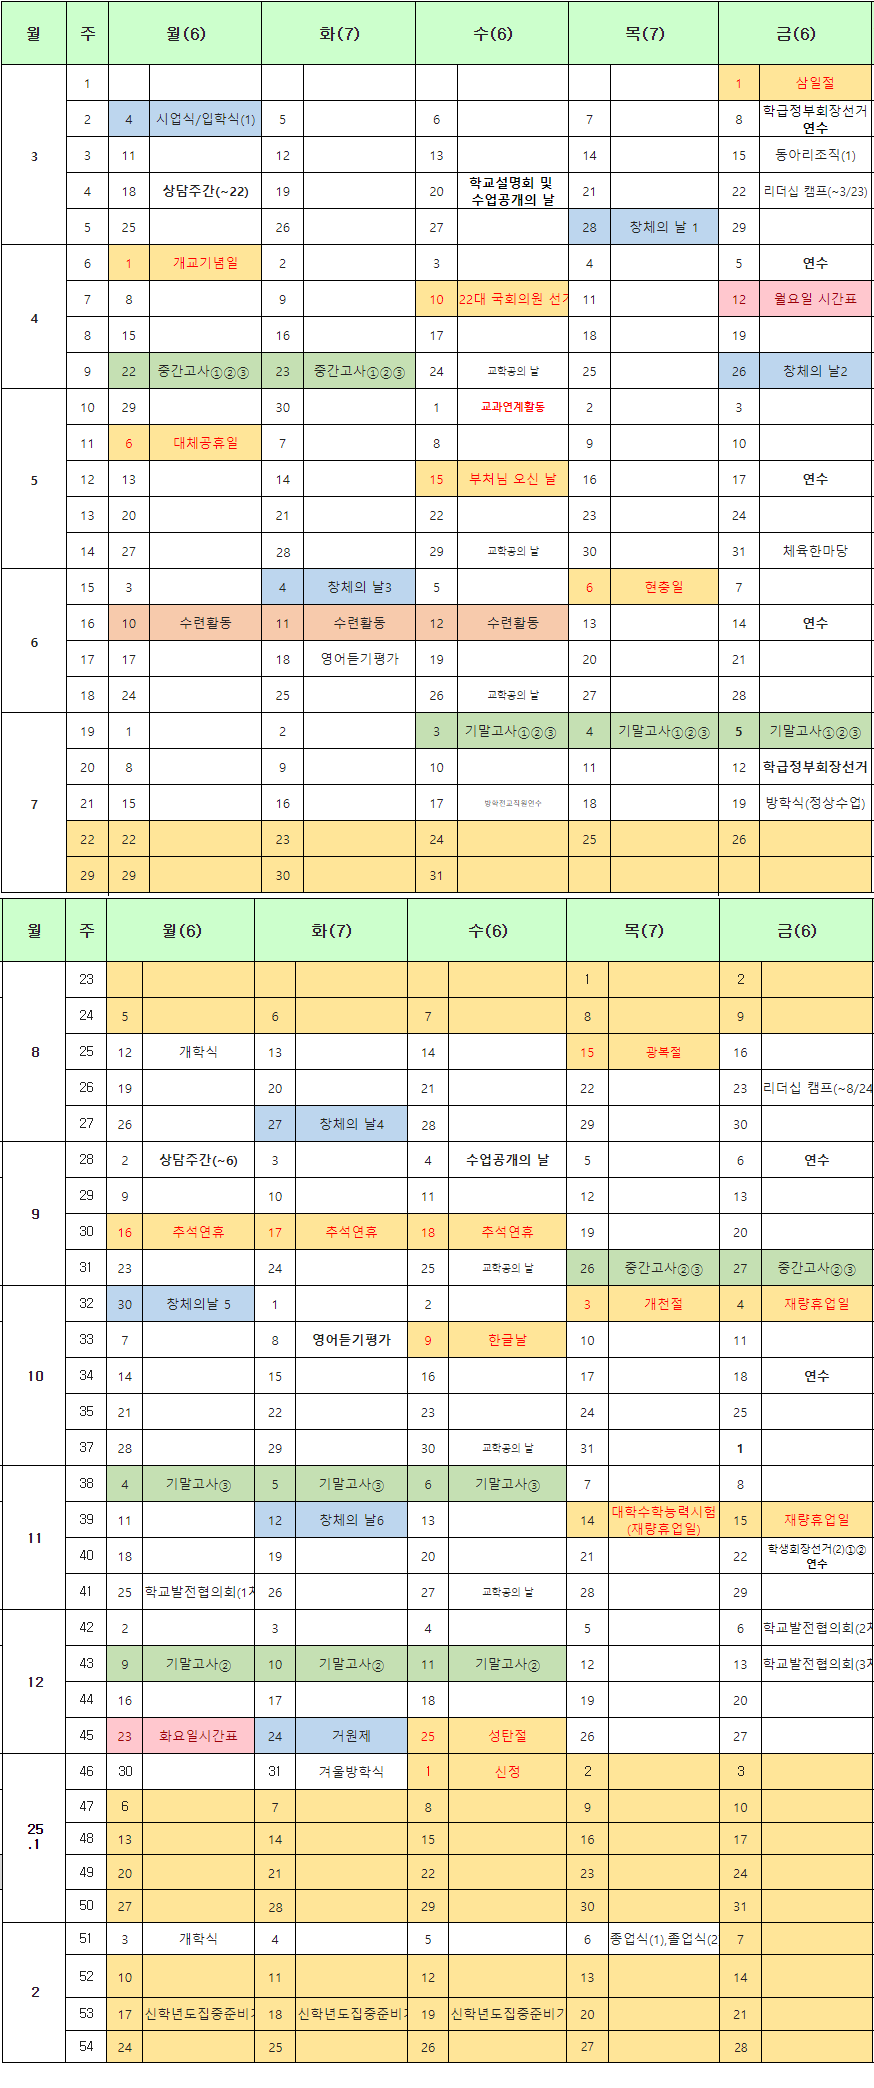 월 주 월(6) 화(7) 수(6) 목(7) 금(6)
3
1 1 삼일절
2 4 시업식/입학식(1) 5 6 7 8 학급정부회장선거
연수
3 11 12 13 14 15 동아리조직(1)
4 18 상담주간(~22) 19 20 학교설명회 및
수업공개의 날 21 22 리더십 캠프(~3/23)
5 25 26 27 28 창체의 날 1 29
4
6 1 개교기념일 2 3 4 5 연수
7 8 9 10 22대 국회의원 선거 11 12 월요일 시간표
8 15 16 17 18 19
9 22 중간고사①②③ 23 중간고사①②③ 24 교학공의 날 25 26 창체의 날2
5
10 29 30 1 교과연계활동 2 3
11 6 대체공휴일 7 8 9 10
12 13 14 15 부처님 오신 날 16 17 연수
13 20 21 22 23 24
14 27 28 29 교학공의 날 30 31 체육한마당
6
15 3 4 창체의 날3 5 6 현충일 7
16 10 수련활동 11 수련활동 12 수련활동 13 14 연수
17 17 18 영어듣기평가 19 20 21
18 24 25 26 교학공의 날 27 28
7
19 1 2 3 기말고사①②③ 4 기말고사①②③ 5 기말고사①②③
20 8 9 10 11 12 학급정부회장선거
21 15 16 17 방학전교직원연수 18 19 방학식(정상수업)
22 22 23 24 25 26
29 29 30 31
월 주 월(6) 화(7) 수(6) 목(7) 금(6)
8
23 1 2
24 5 6 7 8 9
25 12 개학식 13 14 15 광복절 16
26 19 20 21 22 23 리더십 캠프(~8/24
27 26 27 창체의 날4 28 29 30
9
28 2 상담주간(~6) 3 4 수업공개의 날 5 6 연수
29 9 10 11 12 13
30 16 추석연휴 17 추석연휴 18 추석연휴 19 20
31 23 24 25 교학공의 날 26 중간고사②③ 27 중간고사②③
10
32 30 창체의날 5 1 2 3 개천절 4 재량휴업일
33 7 8 영어듣기평가 9 한글날 10 11
34 14 15 16 17 18 연수
35 21 22 23 24 25
37 28 29 30 교학공의 날 31 1
11
38 4 기말고사③ 5 기말고사③ 6 기말고사③ 7 8
39 11 12 창체의 날6 13 14 대학수학능력시험
(재량휴업일) 15 재량휴업일
40 18 19 20 21 22 학생회장선거(2)①②
연수
41 25 학교발전협의회(1차 26 27 교학공의 날 28 29
12
42 2 3 4 5 6 학교발전협의회(2차
43 9 기말고사② 10 기말고사② 11 기말고사② 12 13 학교발전협의회(3차
44 16 17 18 19 20
45 23 화요일시간표 24 거원제 25 성탄절 26 27
25
.1
46 30 31 겨울방학식 1 신정 2 3
47 6 7 8 9 10
48 13 14 15 16 17
49 20 21 22 23 24
50 27 28 29 30 31
2
51 3 개학식 4 5 6 종업식(1),졸업식(2 7
52 10 11 12 13 14
53 17 신학년도집중준비기 18 신학년도집중준비기 19 신학년도집중준비기 20 21
54 24 25 26 27 28